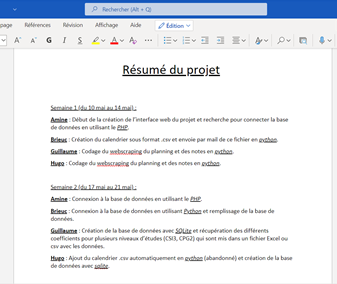 Rechercher (Alt + Q)
page Références Révision Affichage Aide Édition
A A G I S A A
Résumé du projet
Semaine 1 (du 10 mai au 14 mai) :
Amine : Début de la création de l'interface web du projet et recherche pour connecter la base
de données en utilisant le PHP.
Brieuc : Création du calendrier sous format .csv et envoie par mail de ce fichier en python.
Guillaume : Codage du webscraping du planning et des notes en python.
Hugo : Codage du webscraping du planning et des notes en python.
Semaine 2 (du 17 mai au 21 mai) :
Amine : Connexion à la base de données en utilisant le PHP.
Brieuc : Connexion à la base de données en utilisant Python et remplissage de la base de
données.
Guillaume : Création de la base de données avec SQLite et récupération des différents
coefficients pour plusieurs niveaux d'études (CSI3, CPG2) qui sont mis dans un fichier Excel ou
csv avec les données.
Hugo : Ajout du calendrier .csv automatiquement en python (abandonné) et création de la base
de données avec sqlite.